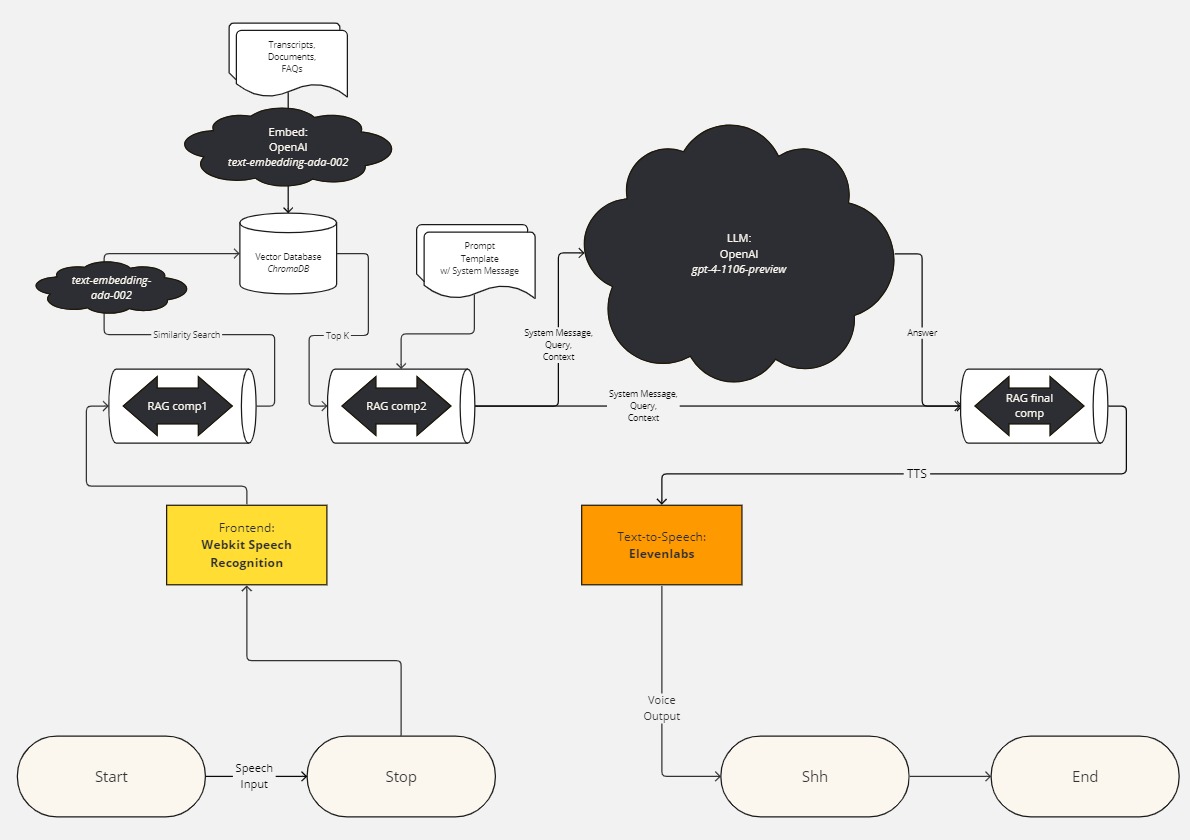 Transcripts,
Documents,
FAQs
Embed:
OpenAI
text-embedding-ada-002
Vector Database
ChromaDB
text-embedding-
ada-002
Similarity Search
Top K
Prompt
Template
w/ System Message
System Message,
Query,
Context
LLM:
OpenAI
gpt-4-1106-preview
Answer
RAG comp1
RAG comp2
System Message,
Query,
Context
RAG final
comp
TTS
Frontend:
Webkit Speech
Recognition
Text-to-Speech:
Elevenlabs
Voice
Output
Start
Speech
Input
Stop
Shh
End